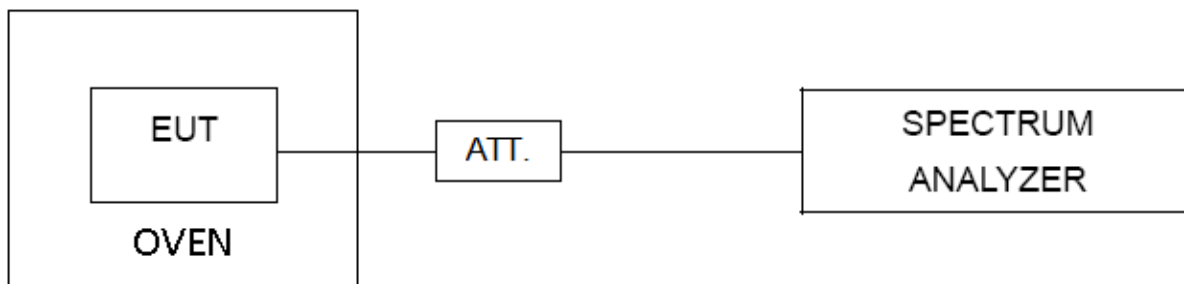 EUT
OVEN
ATT.
SPECTRUM
ANALYZER